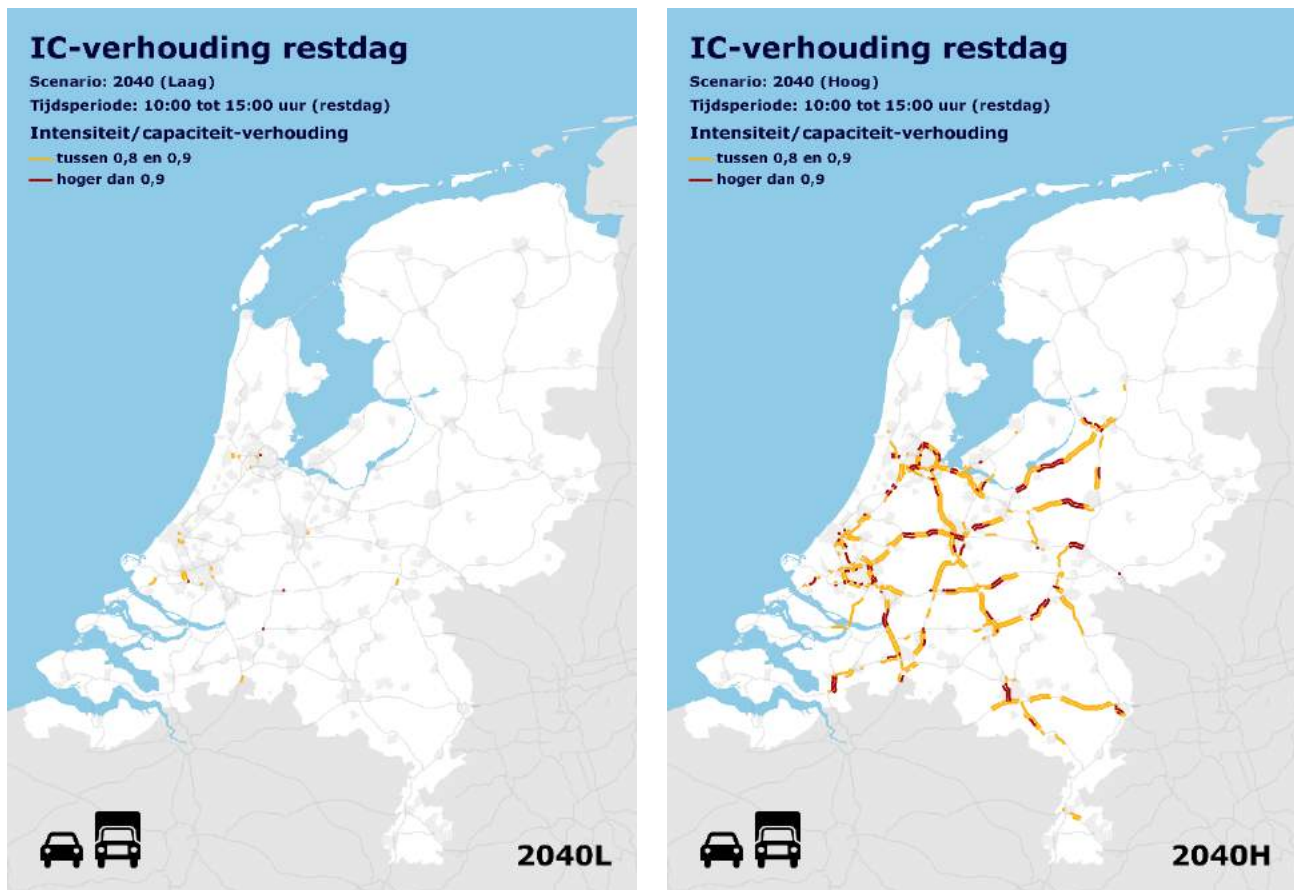 IC-verhouding restdag
Scenario: 2040 (Laag)
Tijdsperiode: 10:00 tot 15:00 uur (restdag)
Intensiteit/capaciteit-verhouding
tussen 0,8 en 0,9
hoger dan 0,9
2040L
IC-verhouding restdag
Scenario: 2040 (Hoog)
Tijdsperiode: 10:00 tot 15:00 uur (restdag)
Intensiteit/capaciteit-verhouding
tussen 0,8 en 0,9
hoger dan 0,9
2040H